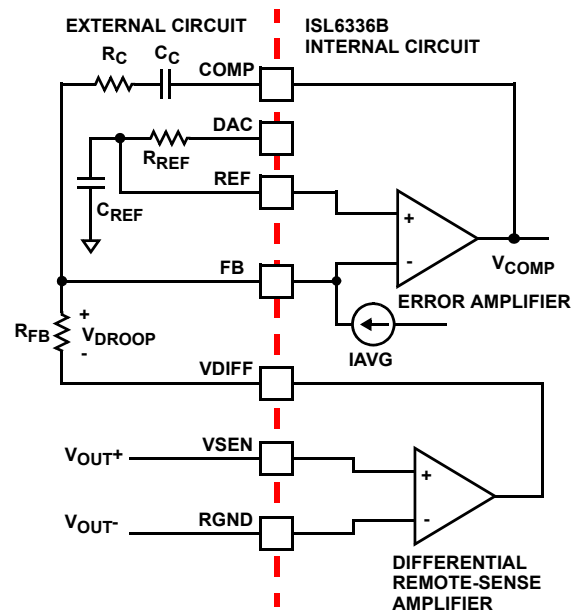 EXTERNAL CIRCUIT
ISL6336B
INTERNAL CIRCUIT
RC
CC
COMP
DAC
RREF
REF
CREF
+
-
VCOMP
FB
ERROR AMPLIFIER
IAVG
RFB
+
VDROOP
-
VDIFF
VOUT+
VSEN
+
VOUT-
RGND
-
DIFFERENTIAL
REMOTE-SENSE
AMPLIFIER